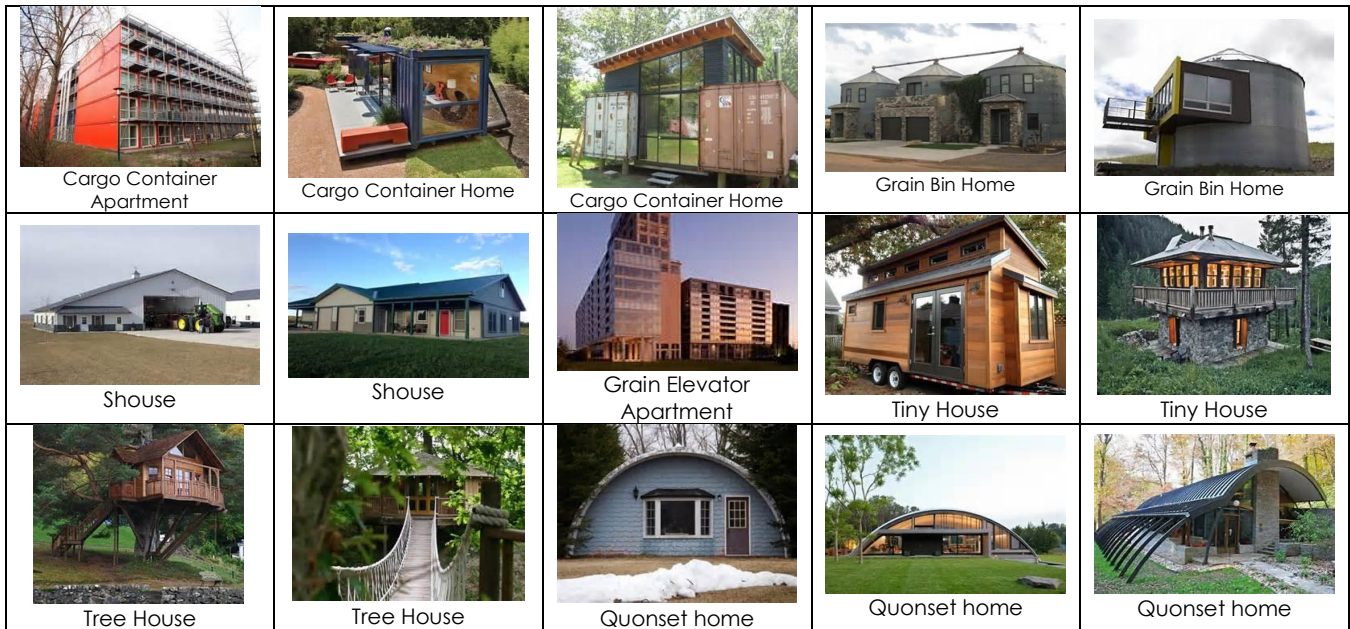 Cargo Container
Apartment
Cargo Container Home
Cargo Container Home
Grain Bin Home
Grain Bin Home
Shouse
Shouse
Grain Elevator
Apartment
Tiny House
Tiny House
Tree House
Tree House
Quonset home
Quonset home
Quonset home